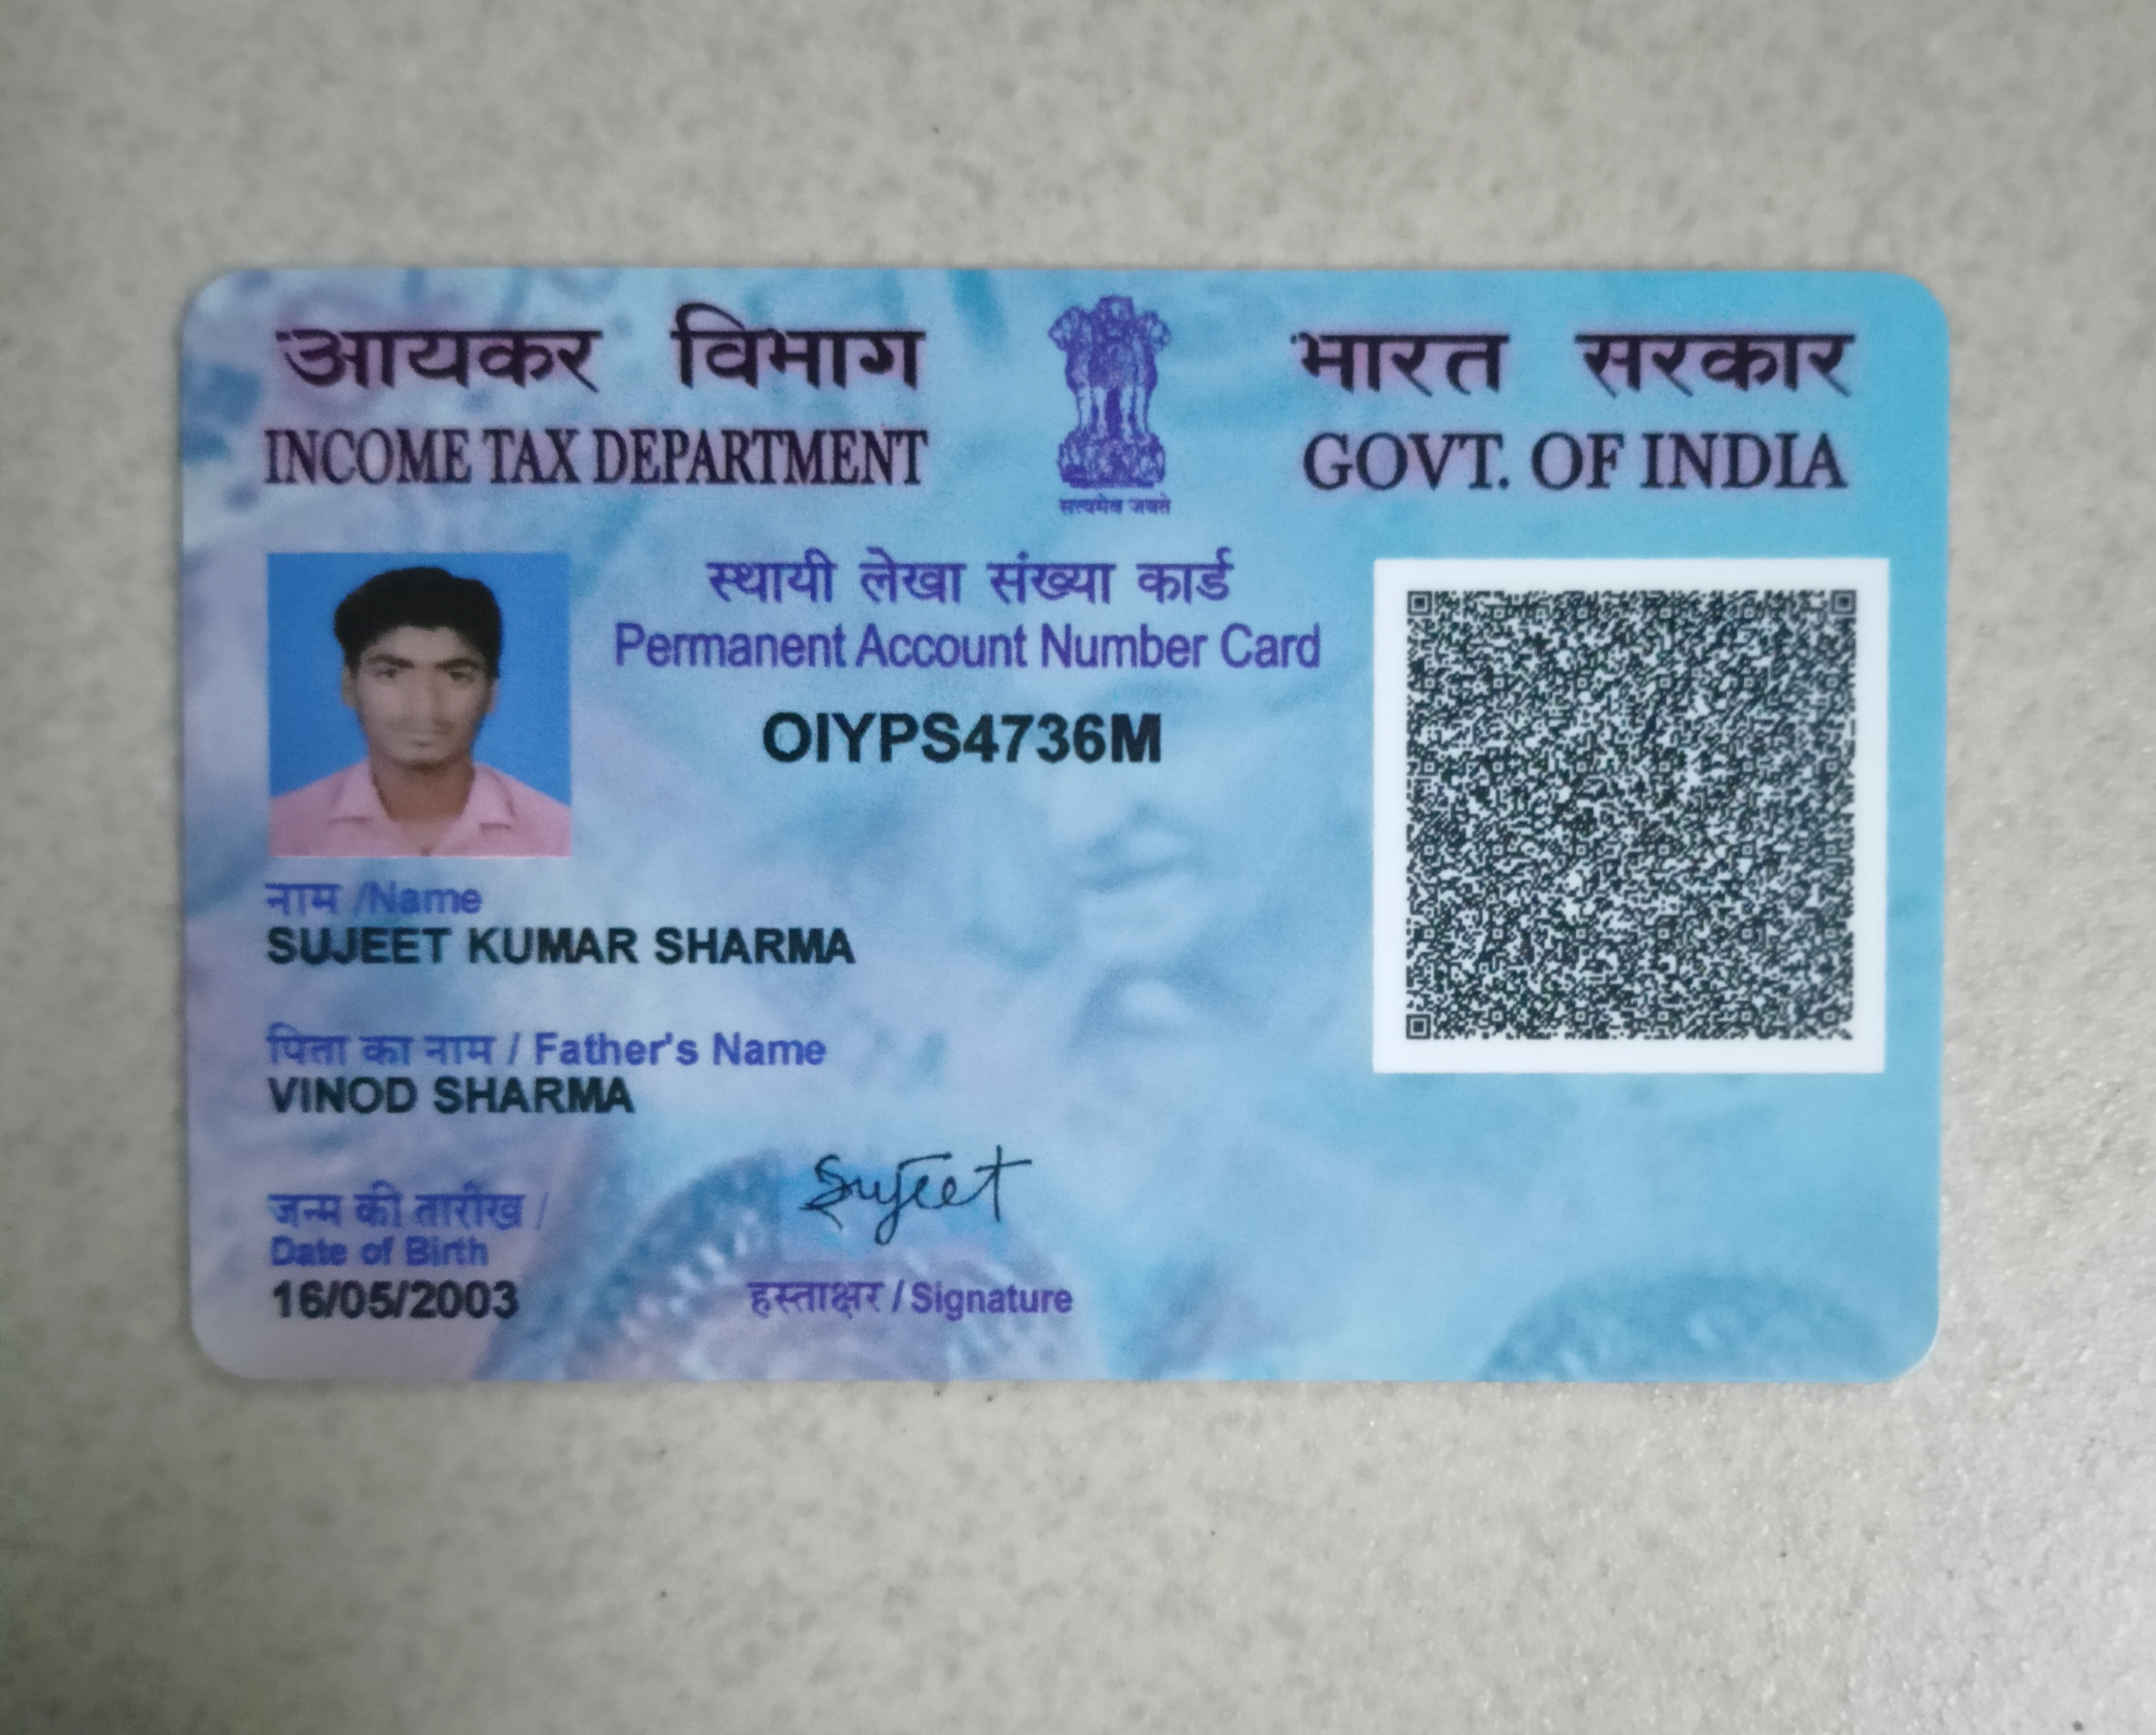 आयकर विभाग
INCOME TAX DEPARTMENT
सत्यमेव जयते
भारत सरकार
GOVT. OF INDIA
स्थायी लेखा संख्या कार्ड
Permanent Account Number Card
OIYPS4736M
नाम /Name
SUJEET KUMAR SHARMA
पिता का नाम / Father's Name
VINOD SHARMA
जन्म की तारीख /
Date of Birth
16/05/2003
Sujeet
हस्ताक्षर / Signature